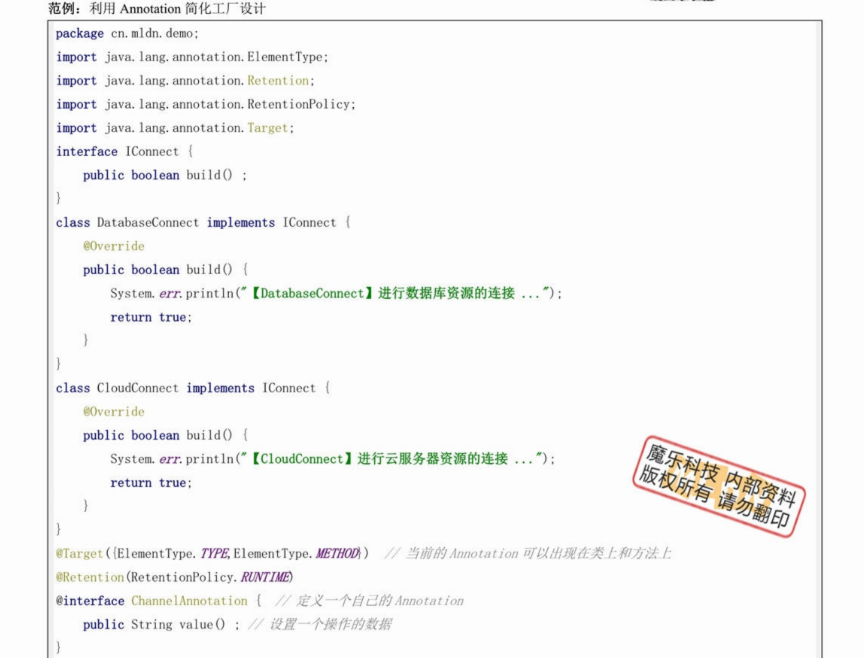 范例：利用 Annotation 简化工厂设计
package cn.mldn.demo;
import java.lang.annotation.ElementType;
import java.lang.annotation.Retention;
import java.lang.annotation.RetentionPolicy;
import java.lang.annotation.Target;
interface IConnect {
public boolean build() ;
}
class DatabaseConnect implements IConnect {
@Override
public boolean build() {
System.err.println("【DatabaseConnect】进行数据库资源的连接 ...");
return true;
}
}
class CloudConnect implements IConnect {
@Override
public boolean build() {
System.err.println("【CloudConnect】进行云服务器资源的连接 ...");
return true;
}
}
魔乐科技 内部资料
版权所有 请勿翻印
@Target({ElementType.TYPE,ElementType.METHOD}) // 当前的 Annotation 可以出现在类上和方法上
@Retention(RetentionPolicy.RUNTIME)
@interface ChannelAnnotation { // 定义一个自己的 Annotation
public String value() ; // 设置一个操作的数据
}